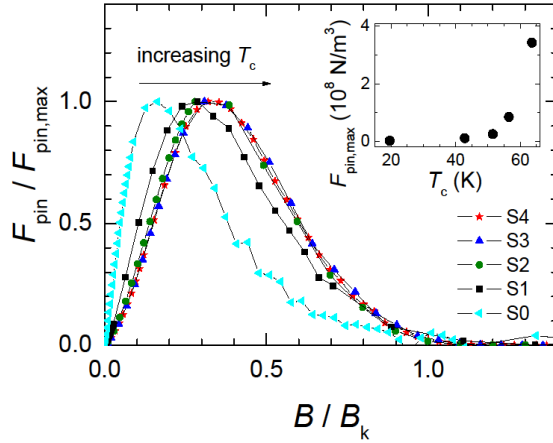 increasing T_c
F_pin / F_pin,max
1.0
0.5
0.0
0.0
0.5
1.0
B / B_k
F_pin,max (10^8 N/m^3)
4
2
0
20
40
60
T_c (K)
S4
S3
S2
S1
S0